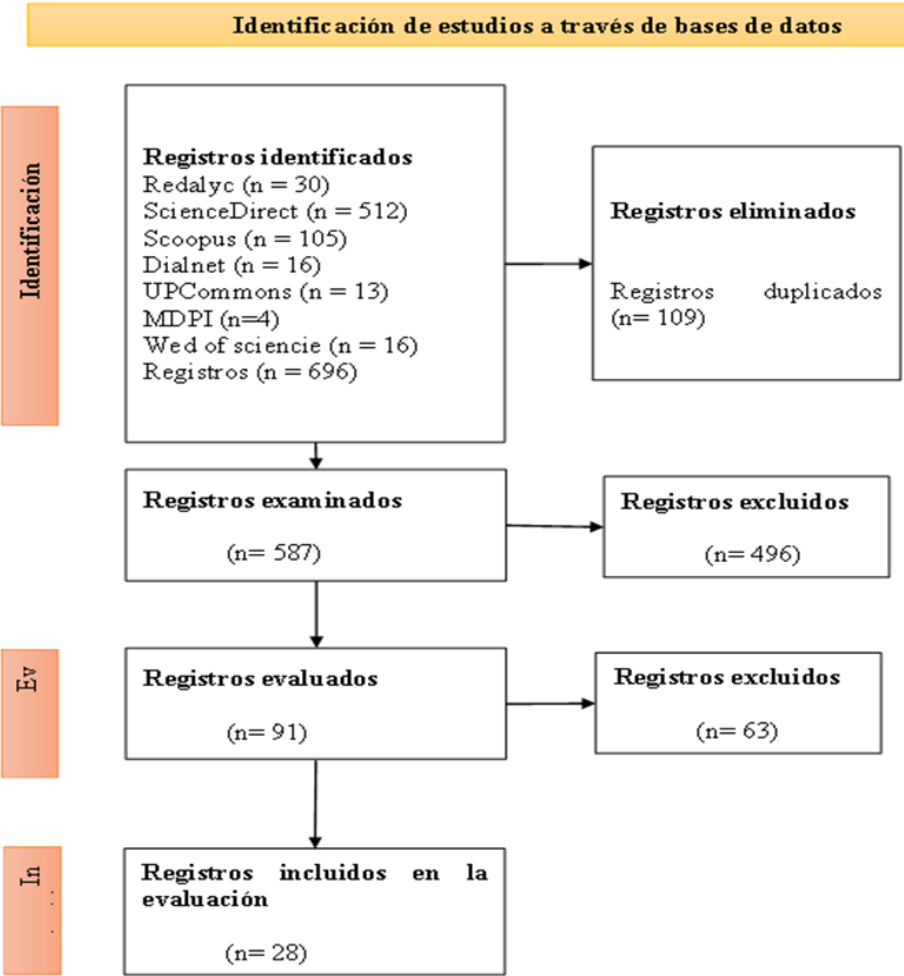 Identificación de estudios a través de bases de datos
Identificación
Registros identificados
Redalyc (n = 30)
ScienceDirect (n = 512)
Scoopus (n = 105)
Dialnet (n = 16)
UPCommons (n = 13)
MDPI (n=4)
Wed of sciencie (n = 16)
Registros (n = 696)
Registros eliminados
Registros duplicados
(n= 109)
Registros examinados
(n= 587)
Registros excluidos
(n= 496)
Ev
Registros evaluados
(n= 91)
Registros excluidos
(n= 63)
In
Registros incluidos en la
evaluación
(n= 28)